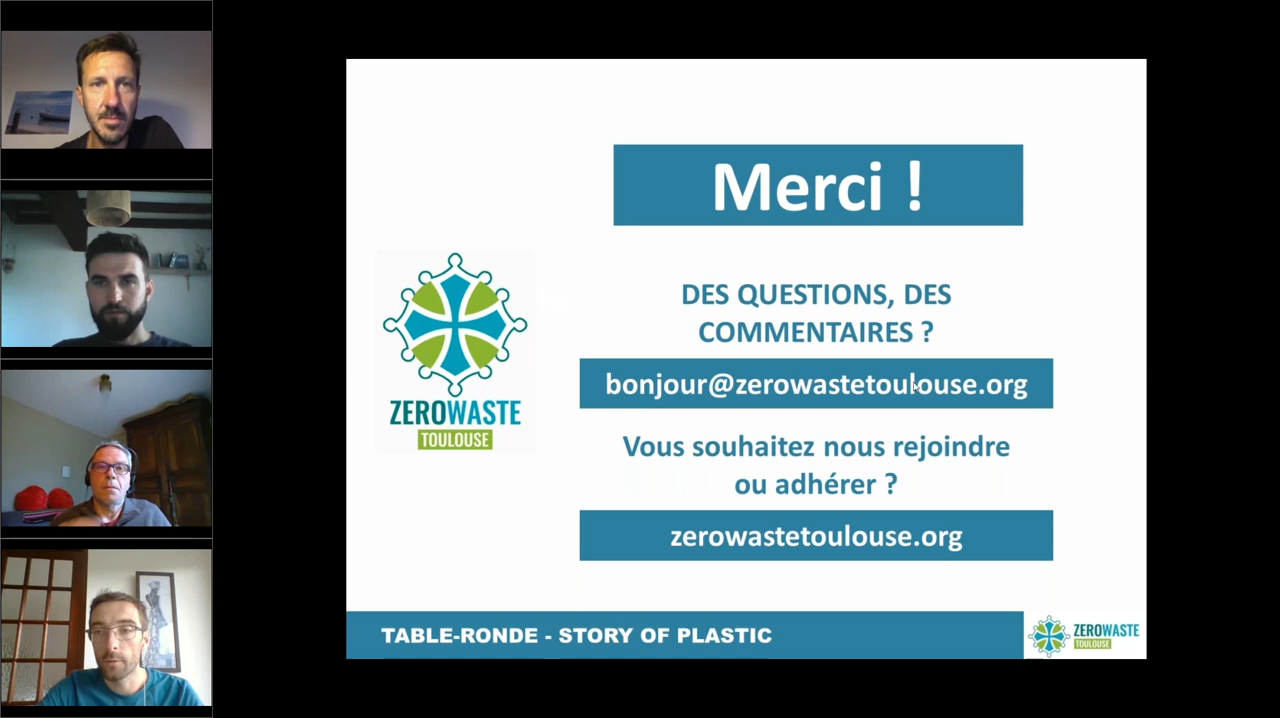 Merci !
DES QUESTIONS, DES
COMMENTAIRES ?
bonjour@zerowastetoulouse.org
Vous souhaitez nous rejoindre
ou adhérer ?
zerowastetoulouse.org
ZEROWASTE
TOULOUSE
TABLE-RONDE - STORY OF PLASTIC
ZEROWASTE
TOULOUSE